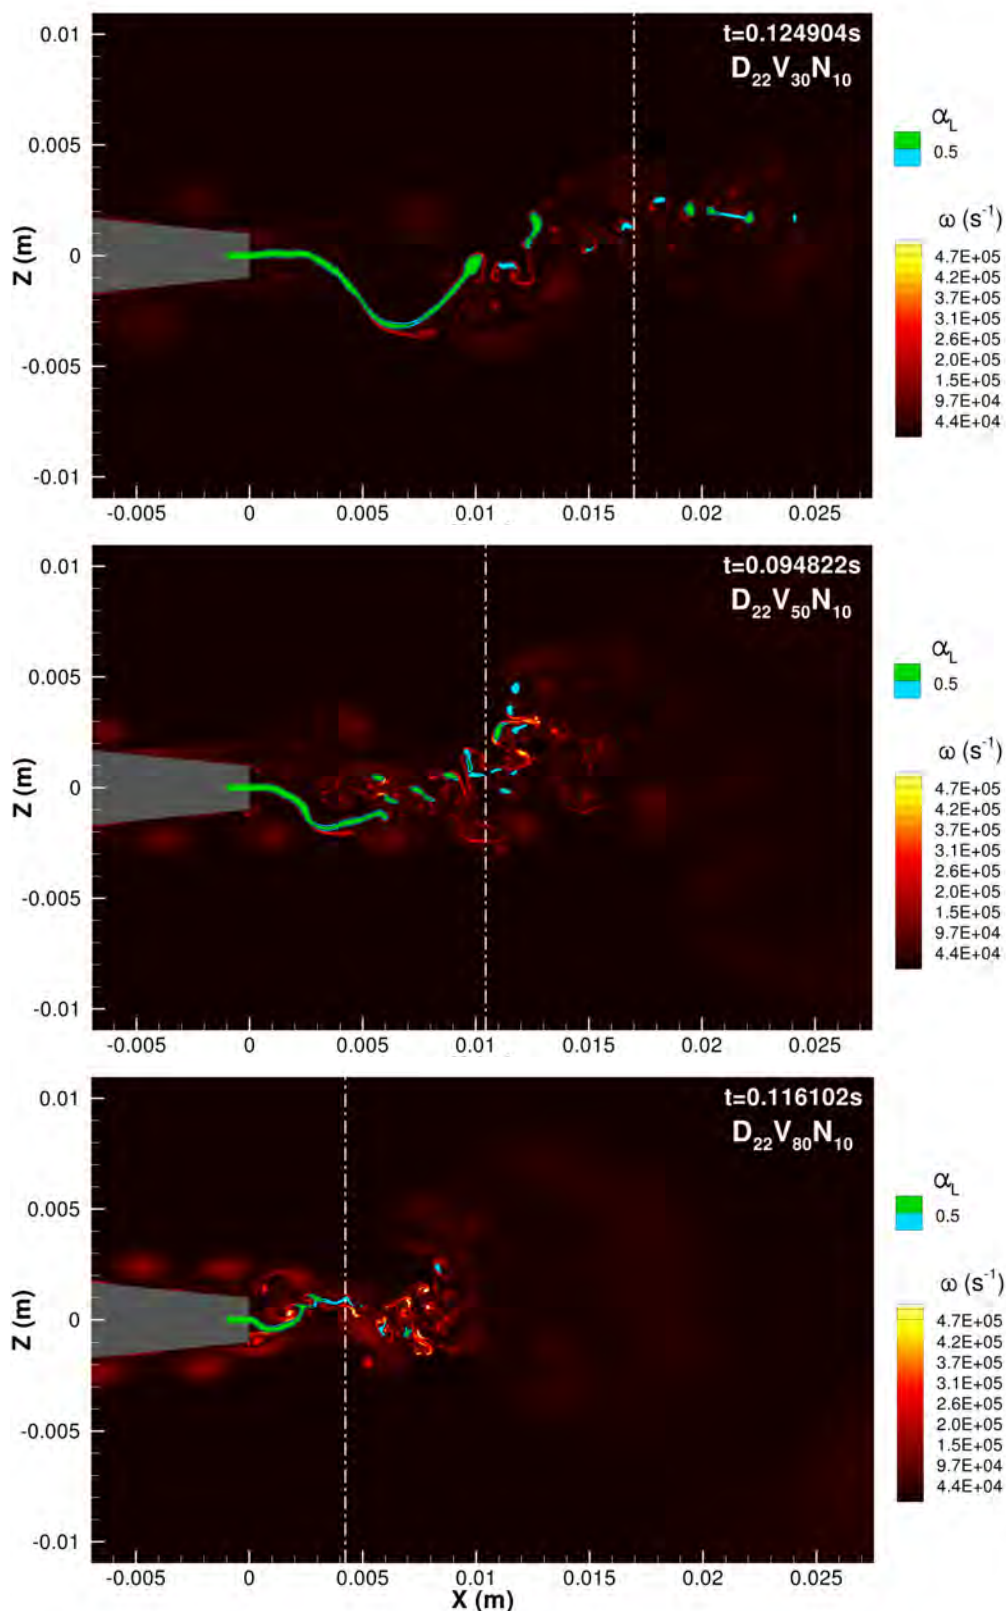 t=0.124904s
D₂₂V₃₀N₁₀
0.01
0.005
0
-0.005
-0.01
Z (m)
-0.005 0 0.005 0.01 0.015 0.02 0.025
α_L
0.5
ω (s⁻¹)
4.7E+05
4.2E+05
3.7E+05
3.1E+05
2.6E+05
2.0E+05
1.5E+05
9.7E+04
4.4E+04
t=0.094822s
D₂₂V₅₀N₁₀
0.01
0.005
0
-0.005
-0.01
Z (m)
-0.005 0 0.005 0.01 0.015 0.02 0.025
α_L
0.5
ω (s⁻¹)
4.7E+05
4.2E+05
3.7E+05
3.1E+05
2.6E+05
2.0E+05
1.5E+05
9.7E+04
4.4E+04
t=0.116102s
D₂₂V₈₀N₁₀
0.01
0.005
0
-0.005
-0.01
Z (m)
-0.005 0 0.005 0.01 0.015 0.02 0.025
X (m)
α_L
0.5
ω (s⁻¹)
4.7E+05
4.2E+05
3.7E+05
3.1E+05
2.6E+05
2.0E+05
1.5E+05
9.7E+04
4.4E+04